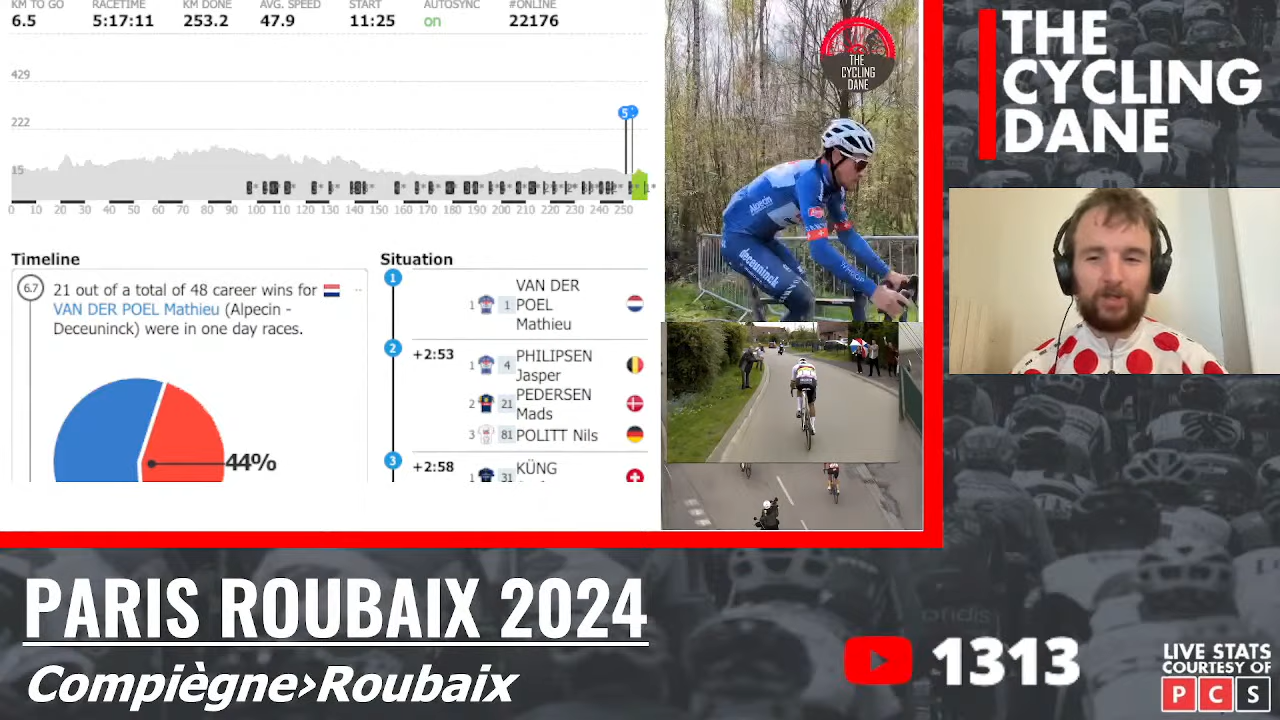 KM TO GO RACETIME KM DONE AVG. SPEED START AUTOSYNC #ONLINE
6.5 5:17:11 253.2 47.9 11:25 on 22176
429
222
15
5
0 10 20 30 40 50 60 70 80 90 100 110 120 130 140 150 160 170 180 190 200 210 220 230 240 250
Timeline
6.7
21 out of a total of 48 career wins for
VAN DER POEL Mathieu (Alpecin -
Deceuninck) were in one day races.
44%
Situation
1
1 1 VAN DER
POEL
Mathieu
2 +2:53
1 4 PHILIPSEN
Jasper
2 21 PEDERSEN
Mads
3 81 POLITT Nils
3 +2:58
1 31 KÜNG
THE
CYCLING
DANE
Alpecin
deceuninck
THE
CYCLING
DANE
PARIS ROUBAIX 2024
Compiègne›Roubaix
1313
LIVE STATS
COURTESY OF
PCS